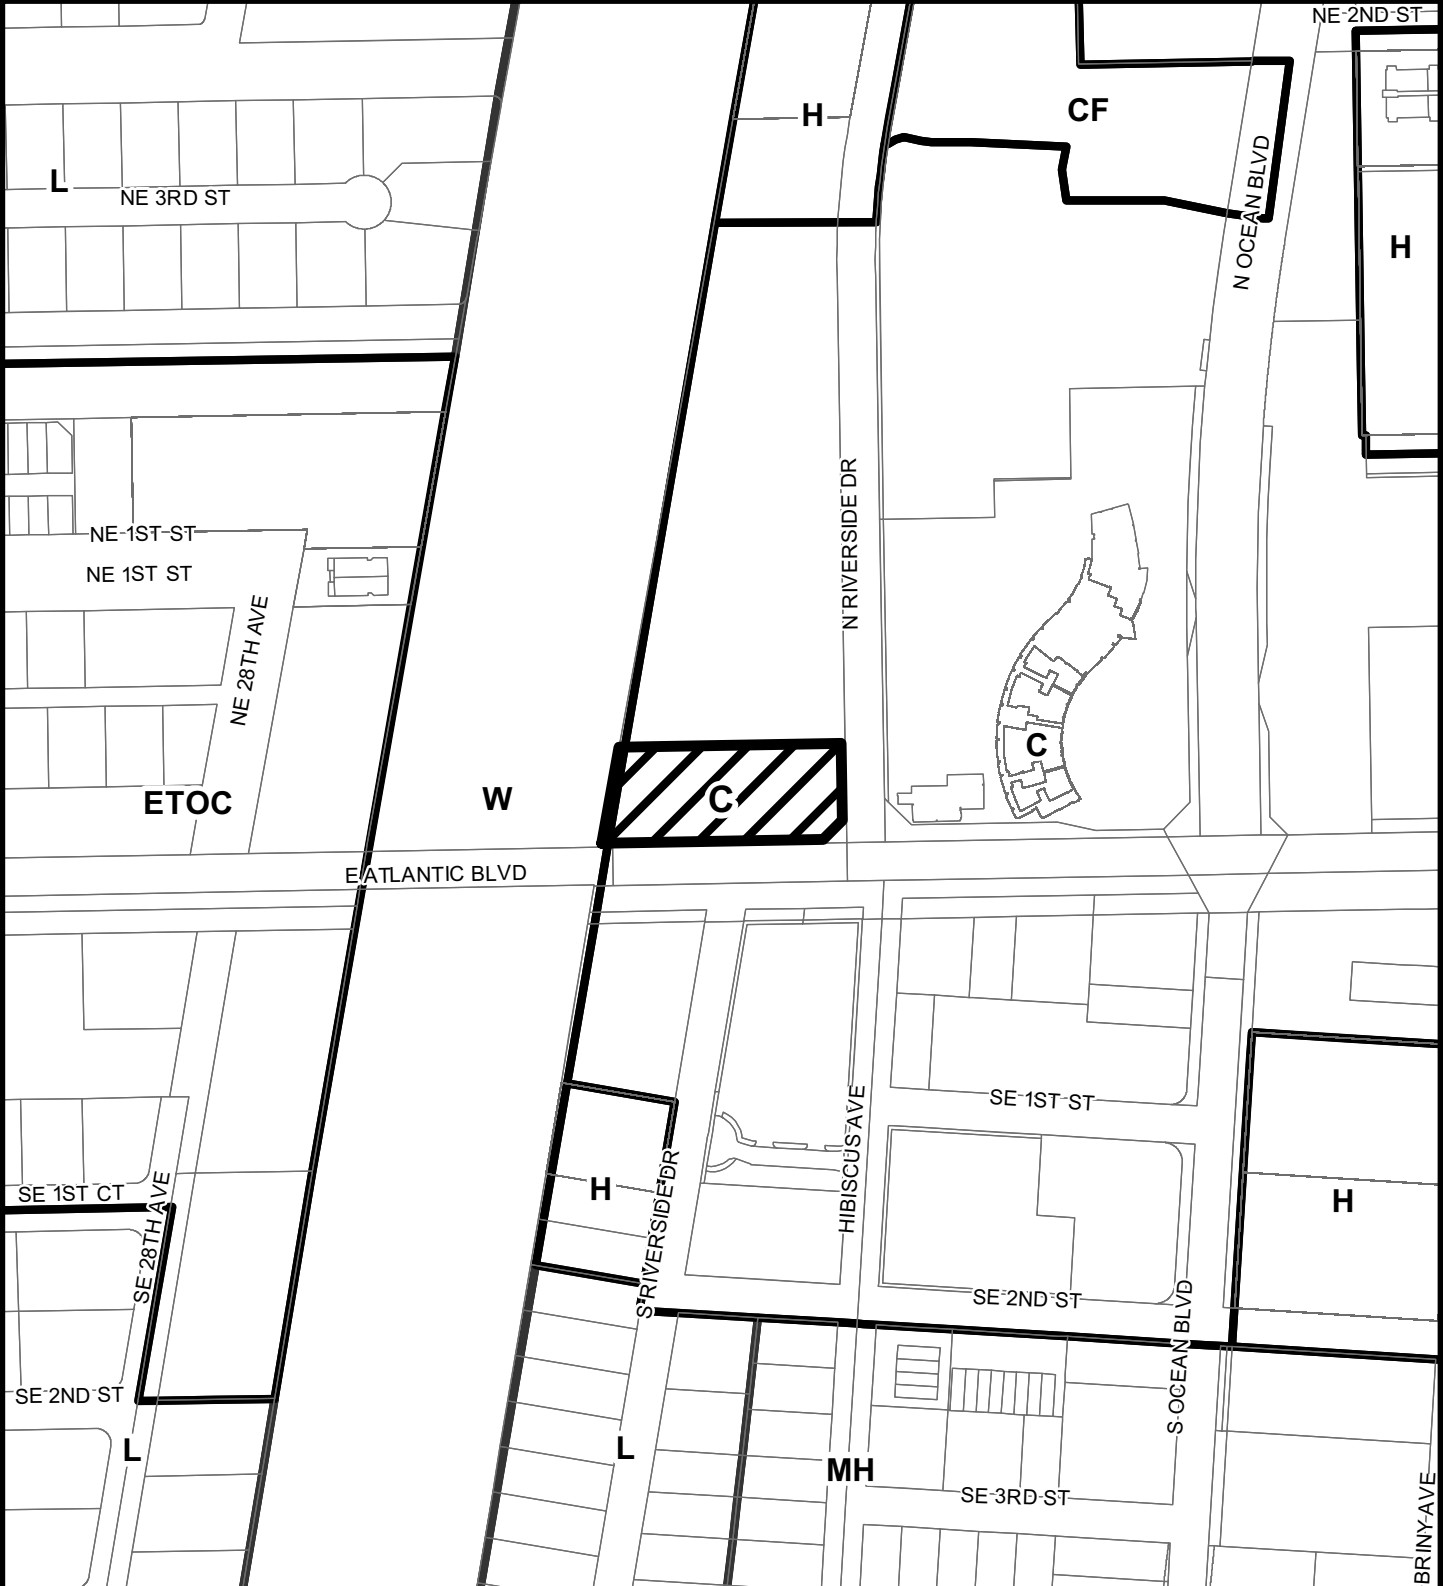 NE 2ND ST
H
CF
L
NE 3RD ST
N OCEAN BLVD
H
NE 1ST ST
NE 1ST ST
N RIVERSIDE DR
NE 28TH AVE
C
ETOC
W
C
E ATLANTIC BLVD
SE 1ST ST
HIBISCUS AVE
SE 1ST CT
H
H
SE 28TH AVE
S RIVERSIDE DR
SE 2ND ST
S OCEAN BLVD
SE 2ND ST
L
L
MH
SE 3RD ST
BRINY AVE